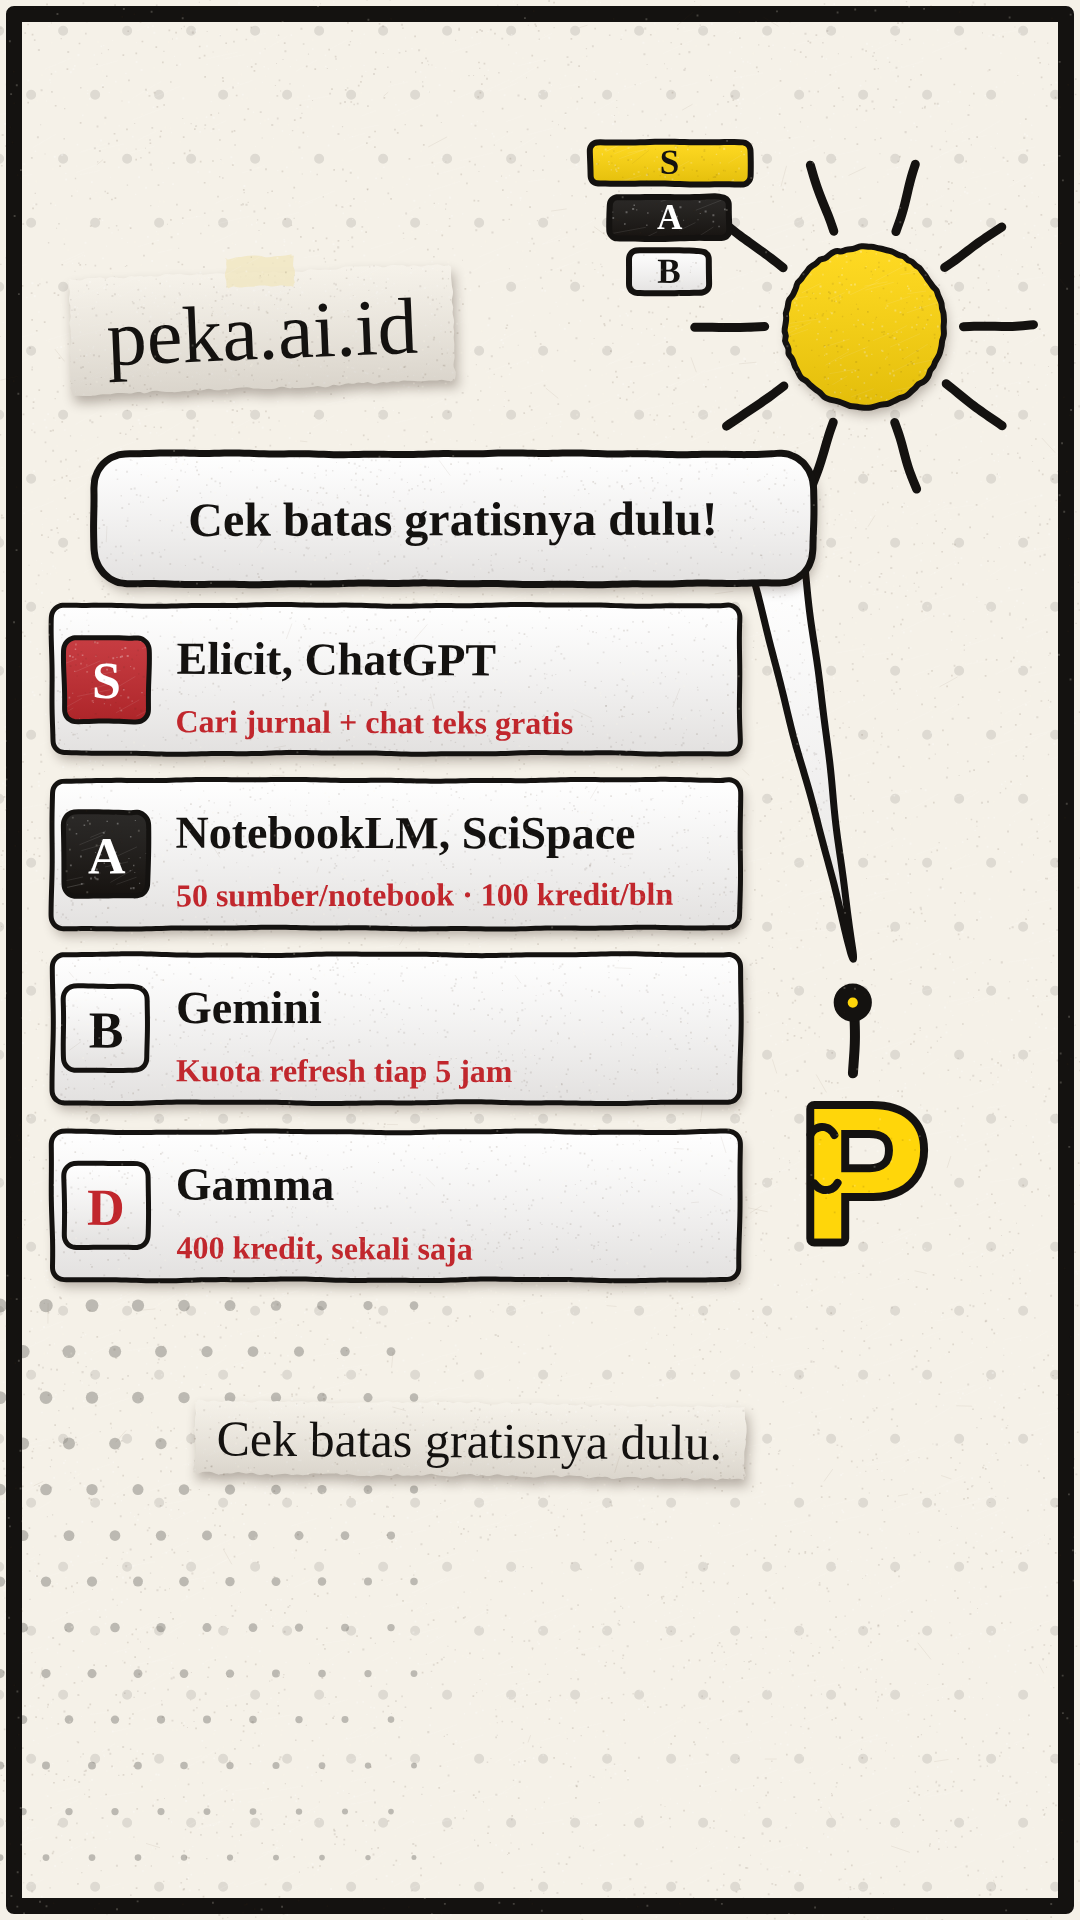 S
A
B
peka.ai.id
Cek batas gratisnya dulu!
S
Elicit, ChatGPT
Cari jurnal + chat teks gratis
A
NotebookLM, SciSpace
50 sumber/notebook · 100 kredit/bln
B
Gemini
Kuota refresh tiap 5 jam
D
Gamma
400 kredit, sekali saja
P
Cek batas gratisnya dulu.